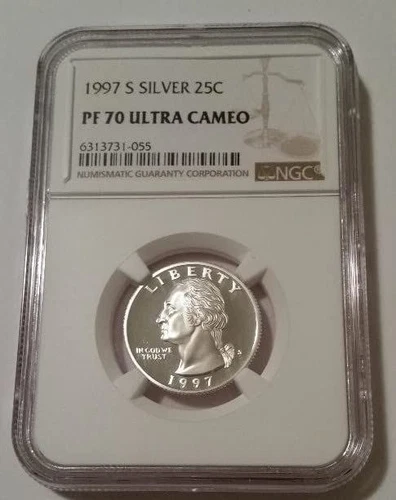 1997 S SILVER 25C
PF 70 ULTRA CAMEO
6313731-055
NUMISMATIC GUARANTY CORPORATION
NGC®
LIBERTY
IN GOD WE
TRUST
S
1997